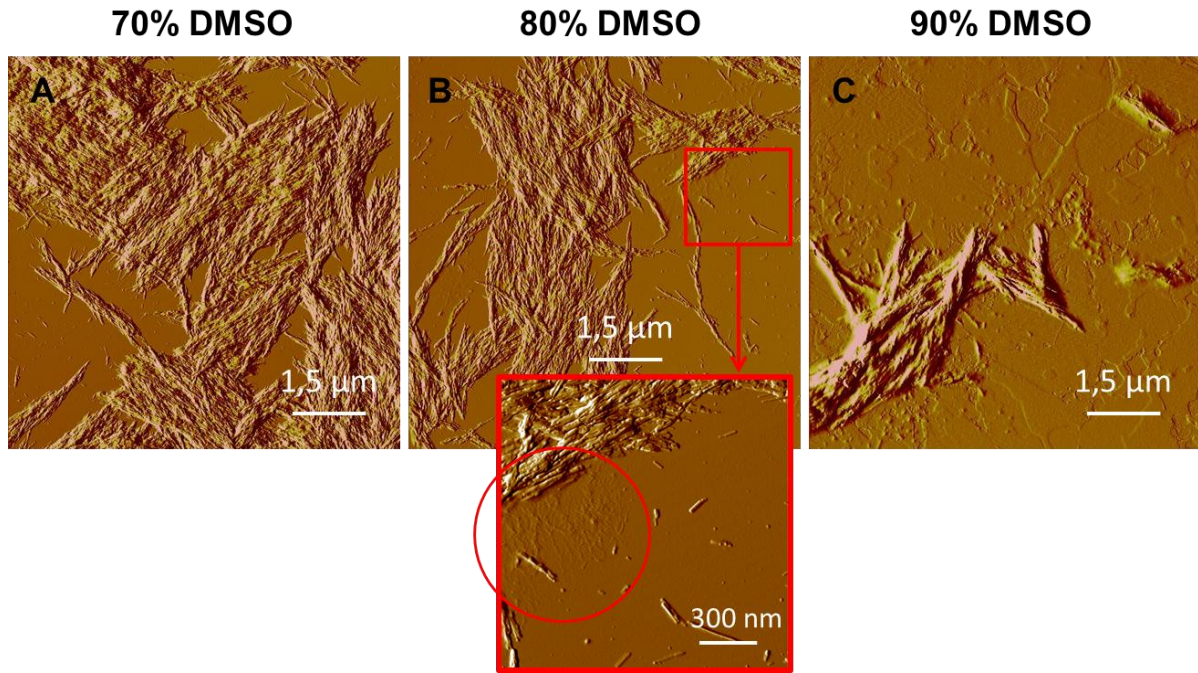 70% DMSO
80% DMSO
90% DMSO
A
B
C
1,5 μm
1,5 μm
1,5 μm
300 nm